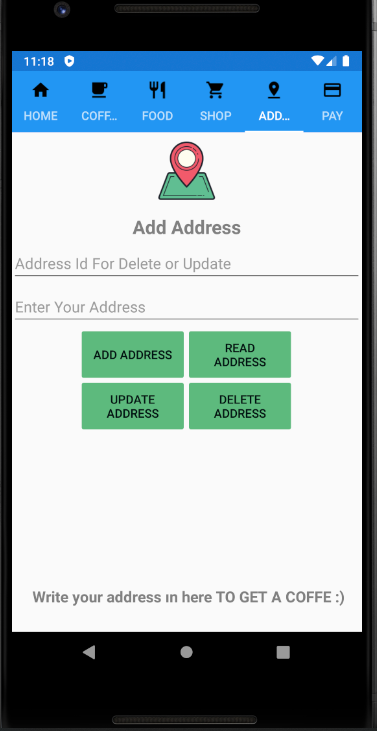 11:18
HOME COFF… FOOD SHOP ADD… PAY
Add Address
Address Id For Delete or Update
Enter Your Address
ADD ADDRESS
READ
ADDRESS
UPDATE
ADDRESS
DELETE
ADDRESS
Write your address ın here TO GET A COFFE :)